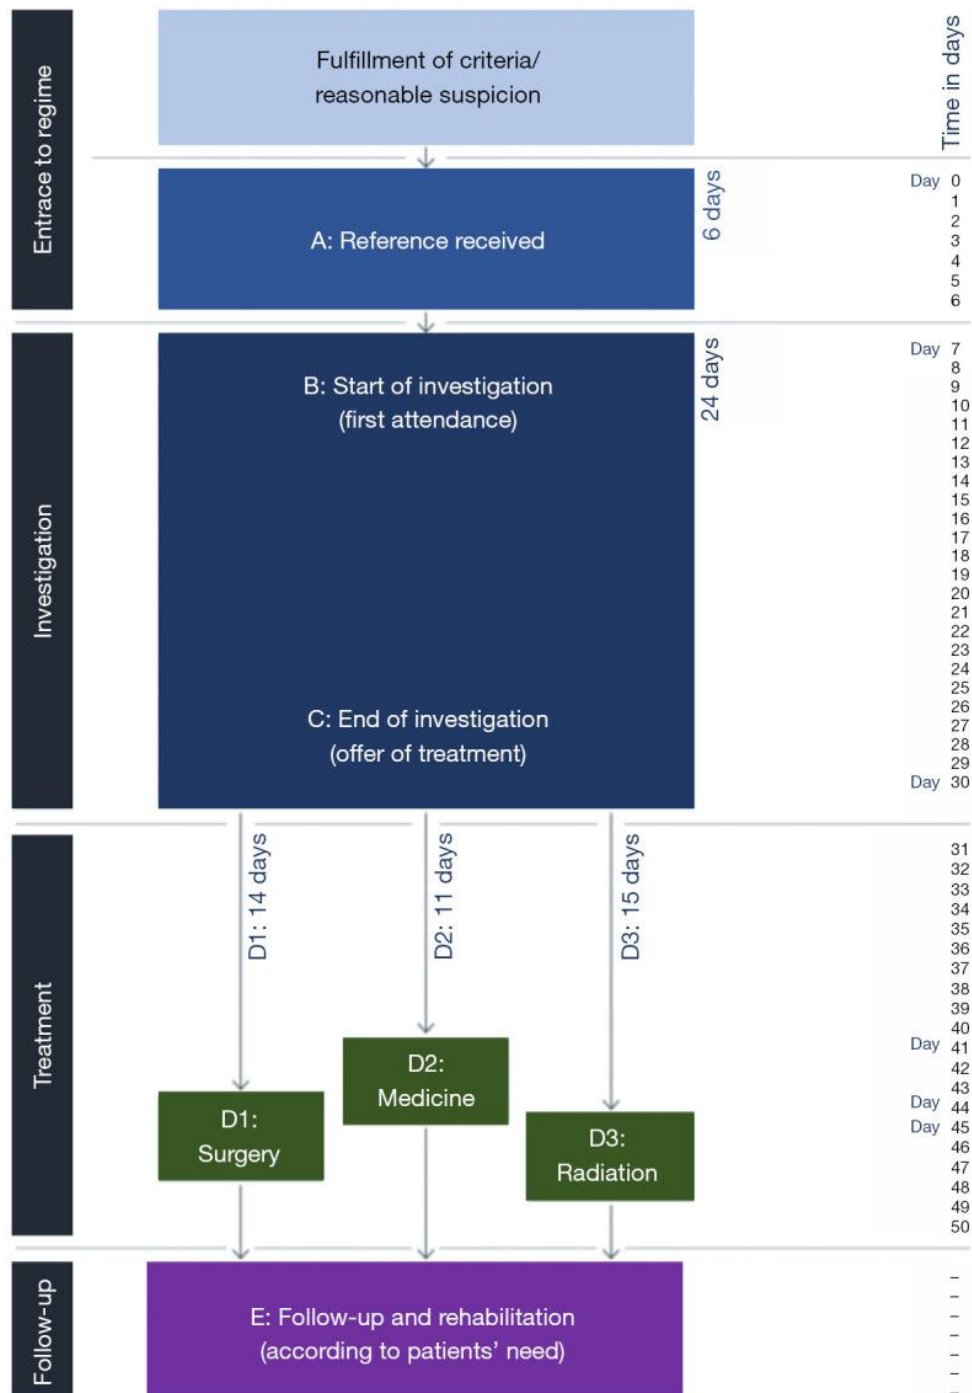 Entrace to regime
Fulfillment of criteria/
reasonable suspicion
Time in days
A: Reference received
6 days
Day 0
1
2
3
4
5
6
Investigation
B: Start of investigation
(first attendance)
C: End of investigation
(offer of treatment)
24 days
Day 7
8
9
10
11
12
13
14
15
16
17
18
19
20
21
22
23
24
25
26
27
28
29
Day 30
Treatment
D1: 14 days
D2: 11 days
D3: 15 days
D1:
Surgery
D2:
Medicine
D3:
Radiation
31
32
33
34
35
36
37
38
39
40
Day 41
42
43
Day 44
Day 45
46
47
48
49
50
Follow-up
E: Follow-up and rehabilitation
(according to patients' need)
–
–
–
–
–
–
–